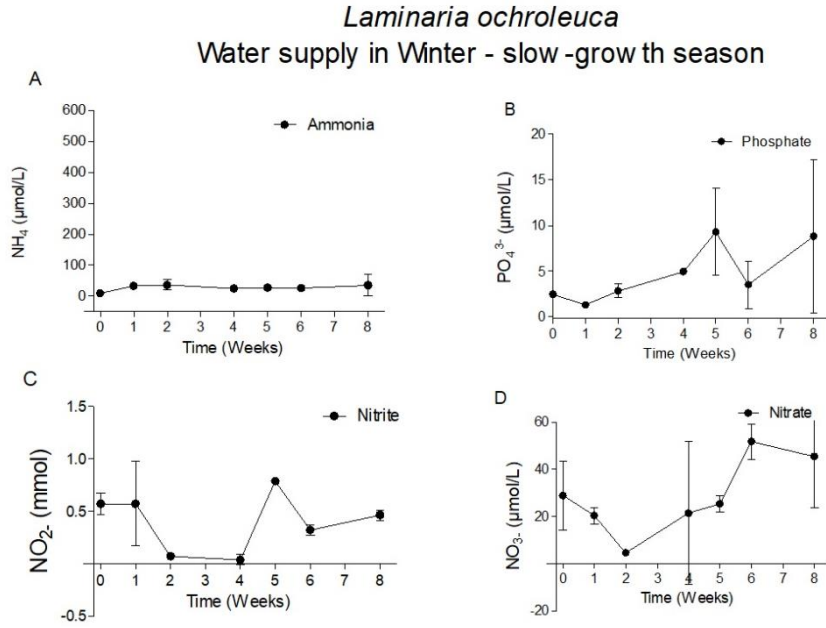 Laminaria ochroleuca
Water supply in Winter - slow -grow th season
A
NH4 (µmol/L)
600
500
400
300
200
100
0
Ammonia
0 1 2 3 4 5 6 7 8
Time (Weeks)
B
PO4 3- (µmol/L)
20
15
10
5
0
Phosphate
0 1 2 3 4 5 6 7 8
Time (Weeks)
C
NO2- (mmol)
1.5
1.0
0.5
-0.5
Nitrite
0 1 2 3 4 5 6 7 8
Time (Weeks)
D
NO3- (µmol/L)
60
40
20
-20
Nitrate
0 1 2 3 4 5 6 7 8
Time (Weeks)